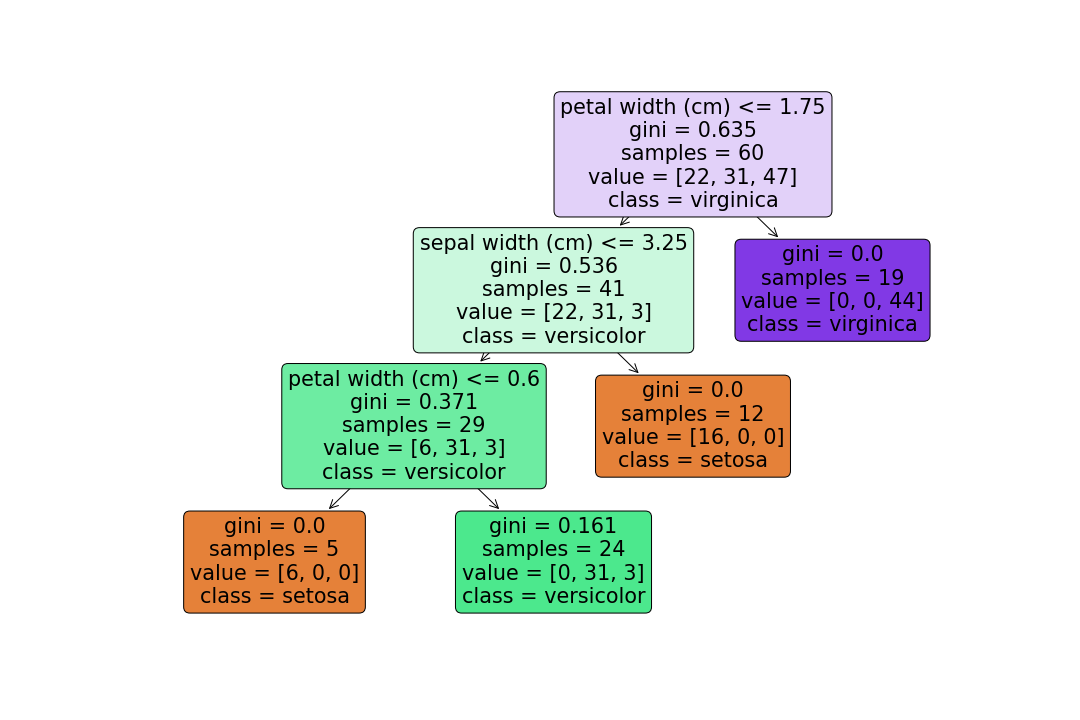 petal width (cm) <= 1.75
gini = 0.635
samples = 60
value = [22, 31, 47]
class = virginica
sepal width (cm) <= 3.25
gini = 0.536
samples = 41
value = [22, 31, 3]
class = versicolor
gini = 0.0
samples = 19
value = [0, 0, 44]
class = virginica
petal width (cm) <= 0.6
gini = 0.371
samples = 29
value = [6, 31, 3]
class = versicolor
gini = 0.0
samples = 12
value = [16, 0, 0]
class = setosa
gini = 0.0
samples = 5
value = [6, 0, 0]
class = setosa
gini = 0.161
samples = 24
value = [0, 31, 3]
class = versicolor